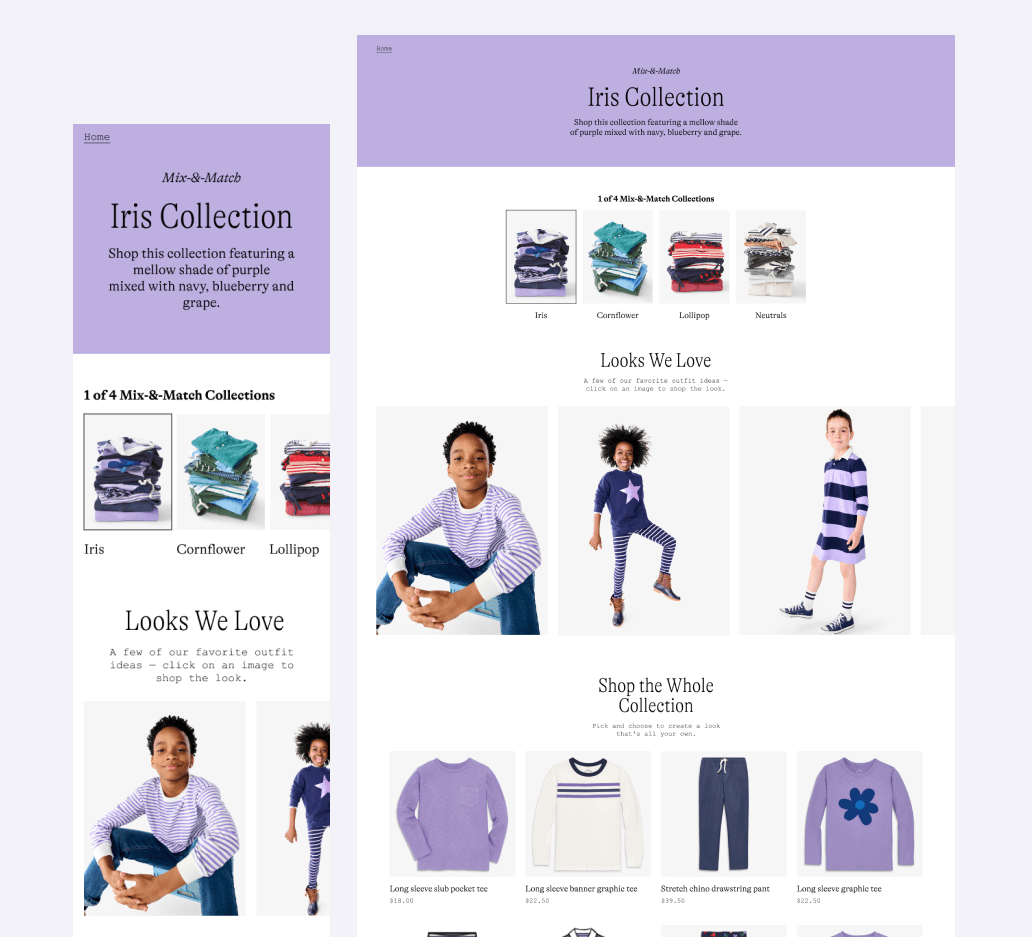 Home
Mix-&-Match
Iris Collection
Shop this collection featuring a
mellow shade of purple
mixed with navy, blueberry and
grape.
1 of 4 Mix-&-Match Collections
Iris
Cornflower
Lollipop
Looks We Love
A few of our favorite outfit
ideas — click on an image to
shop the look.
Home
Mix-&-Match
Iris Collection
Shop this collection featuring a mellow shade
of purple mixed with navy, blueberry and grape.
1 of 4 Mix-&-Match Collections
Iris
Cornflower
Lollipop
Neutrals
Looks We Love
A few of our favorite outfit ideas —
click on an image to shop the look.
Shop the Whole
Collection
Pick and choose to create a look
that's all your own.
Long sleeve slub pocket tee
$18.00
Long sleeve banner graphic tee
$22.50
Stretch chino drawstring pant
$39.50
Long sleeve graphic tee
$22.50